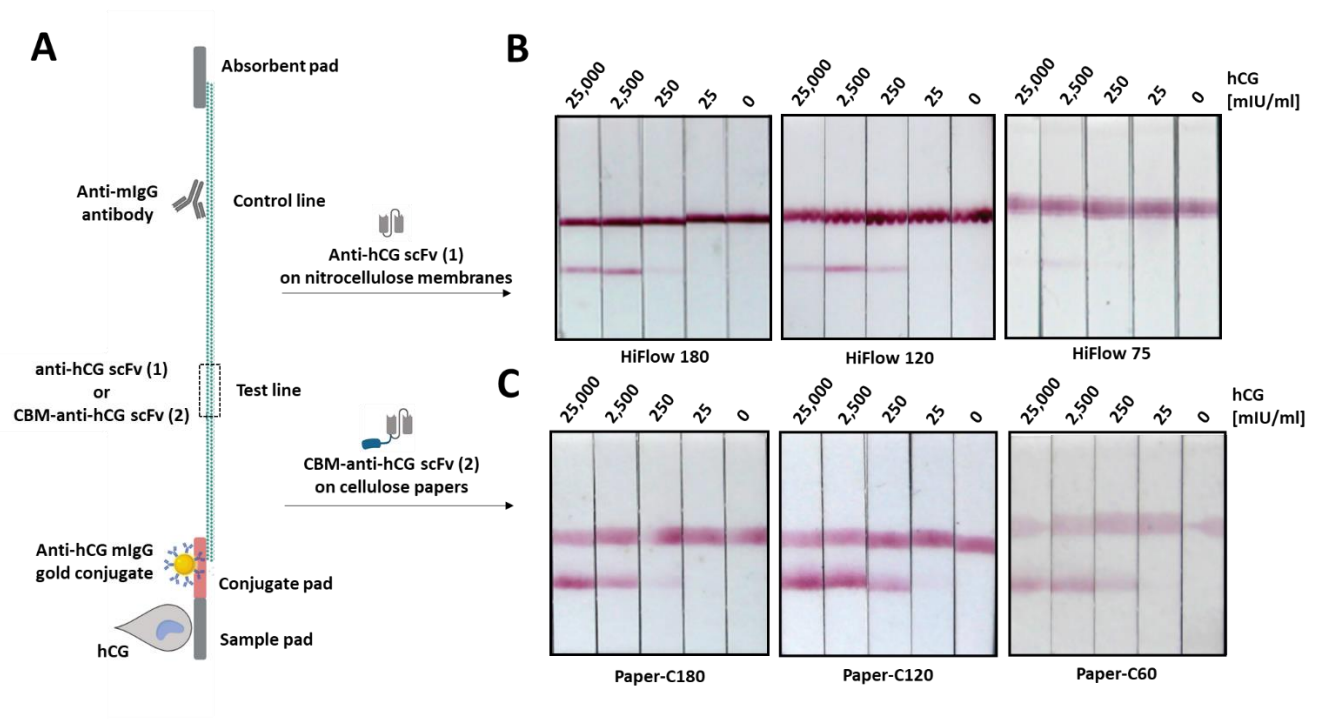 A
Absorbent pad
Anti-mIgG
antibody
Control line
anti-hCG scFv (1)
or
CBM-anti-hCG scFv (2)
Test line
Anti-hCG mIgG
gold conjugate
Conjugate pad
Sample pad
hCG
Anti-hCG scFv (1)
on nitrocellulose membranes
CBM-anti-hCG scFv (2)
on cellulose papers
B
25,000 2,500 250 25 0
25,000 2,500 250 25 0
25,000 2,500 250 25 0
hCG
[mIU/ml]
HiFlow 180
HiFlow 120
HiFlow 75
C
25,000 2,500 250 25 0
25,000 2,500 250 25 0
25,000 2,500 250 25 0
hCG
[mIU/ml]
Paper-C180
Paper-C120
Paper-C60